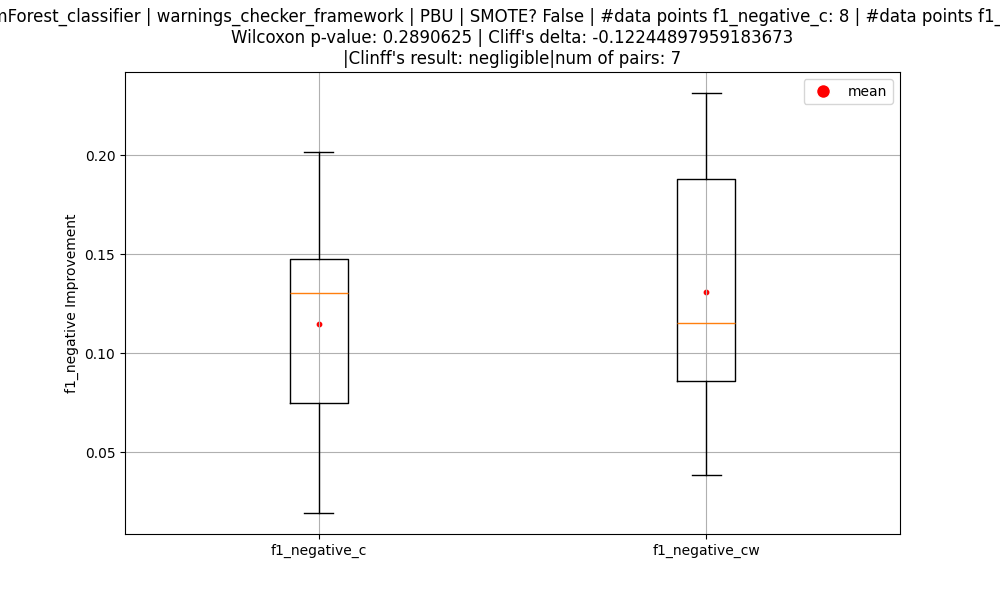 mForest_classifier | warnings_checker_framework | PBU | SMOTE? False | #data points f1_negative_c: 8 | #data points f1_
Wilcoxon p-value: 0.2890625 | Cliff's delta: -0.12244897959183673
|Clinff's result: negligible|num of pairs: 7
mean
0.20
0.15
0.10
0.05
f1_negative Improvement
f1_negative_c
f1_negative_cw